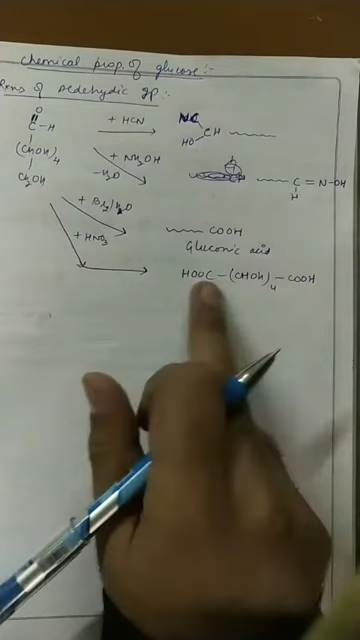 chemical prop. of glucose :-
Rxns of aldehydic gp :-
O
C-H
(CHOH)4
CH2OH
+ HCN
NC
HO
CH
+ NH2OH
-H2O
C = N-OH
H
+ Br2/H2O
COOH
Gluconic acid
+ HNO3
HOOC - (CHOH)4 - COOH